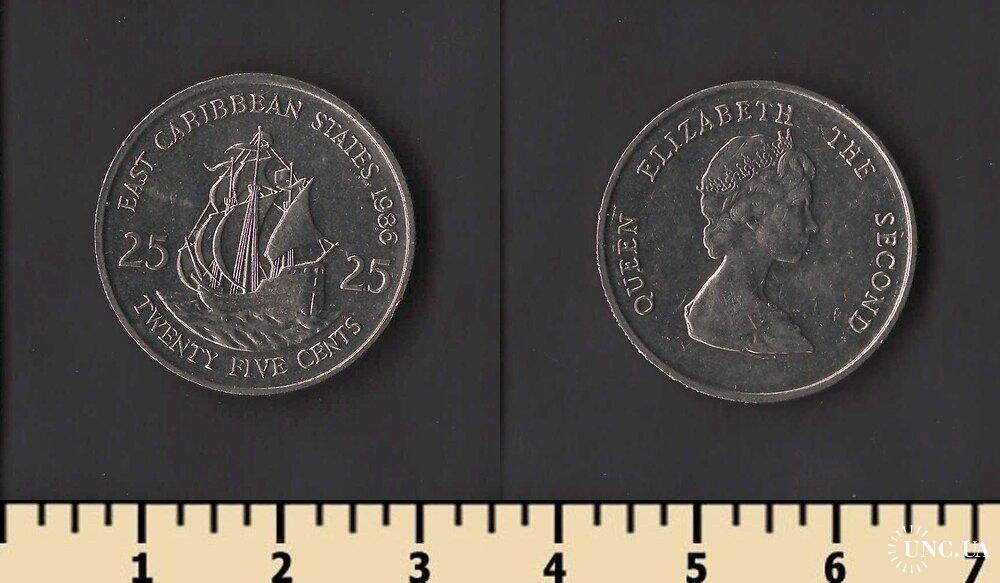 EAST CARIBBEAN STATES 1986
25
25
TWENTY FIVE CENTS
QUEEN ELIZABETH THE SECOND
1 2 3 4 5 6 7
UNC.UA